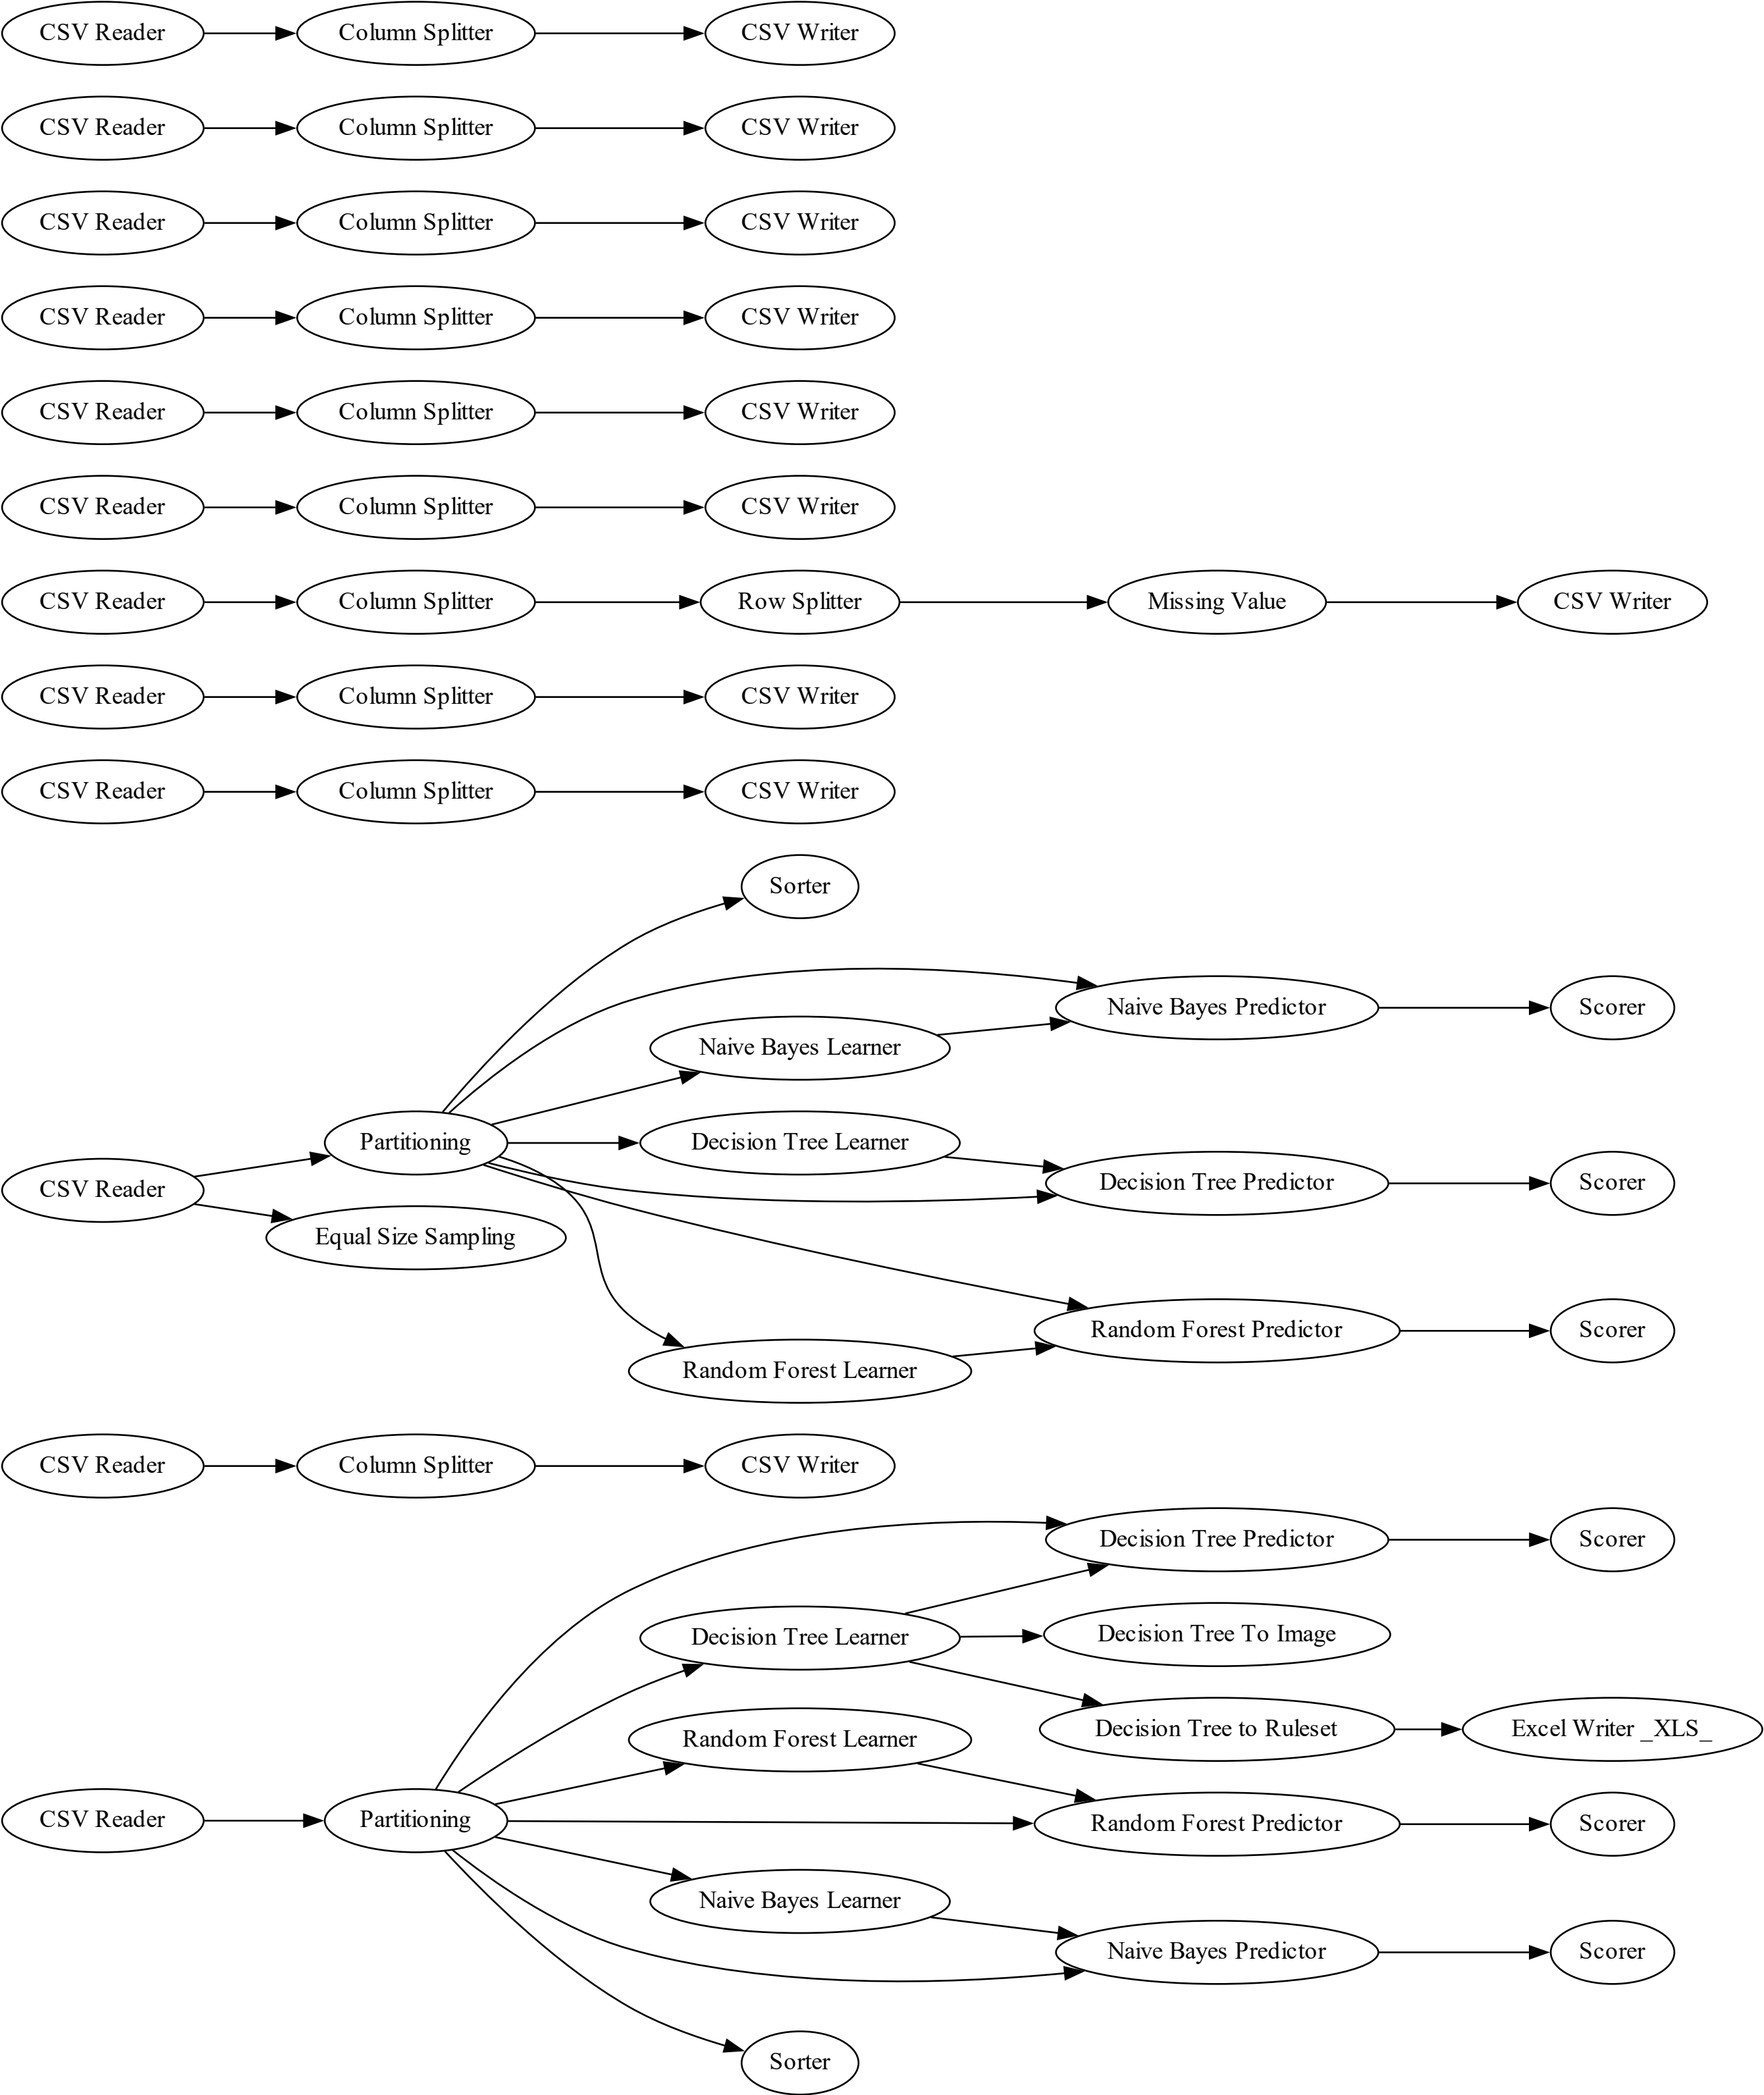 CSV Reader
Column Splitter
CSV Writer
CSV Reader
Column Splitter
CSV Writer
CSV Reader
Column Splitter
CSV Writer
CSV Reader
Column Splitter
CSV Writer
CSV Reader
Column Splitter
CSV Writer
CSV Reader
Column Splitter
CSV Writer
CSV Reader
Column Splitter
Row Splitter
Missing Value
CSV Writer
CSV Reader
Column Splitter
CSV Writer
CSV Reader
Column Splitter
CSV Writer
Sorter
Naive Bayes Predictor
Scorer
Naive Bayes Learner
Partitioning
Decision Tree Learner
Decision Tree Predictor
Scorer
CSV Reader
Equal Size Sampling
Random Forest Predictor
Scorer
Random Forest Learner
CSV Reader
Column Splitter
CSV Writer
Decision Tree Predictor
Scorer
Decision Tree Learner
Decision Tree To Image
Decision Tree to Ruleset
Excel Writer _XLS_
Random Forest Learner
CSV Reader
Partitioning
Random Forest Predictor
Scorer
Naive Bayes Learner
Naive Bayes Predictor
Scorer
Sorter